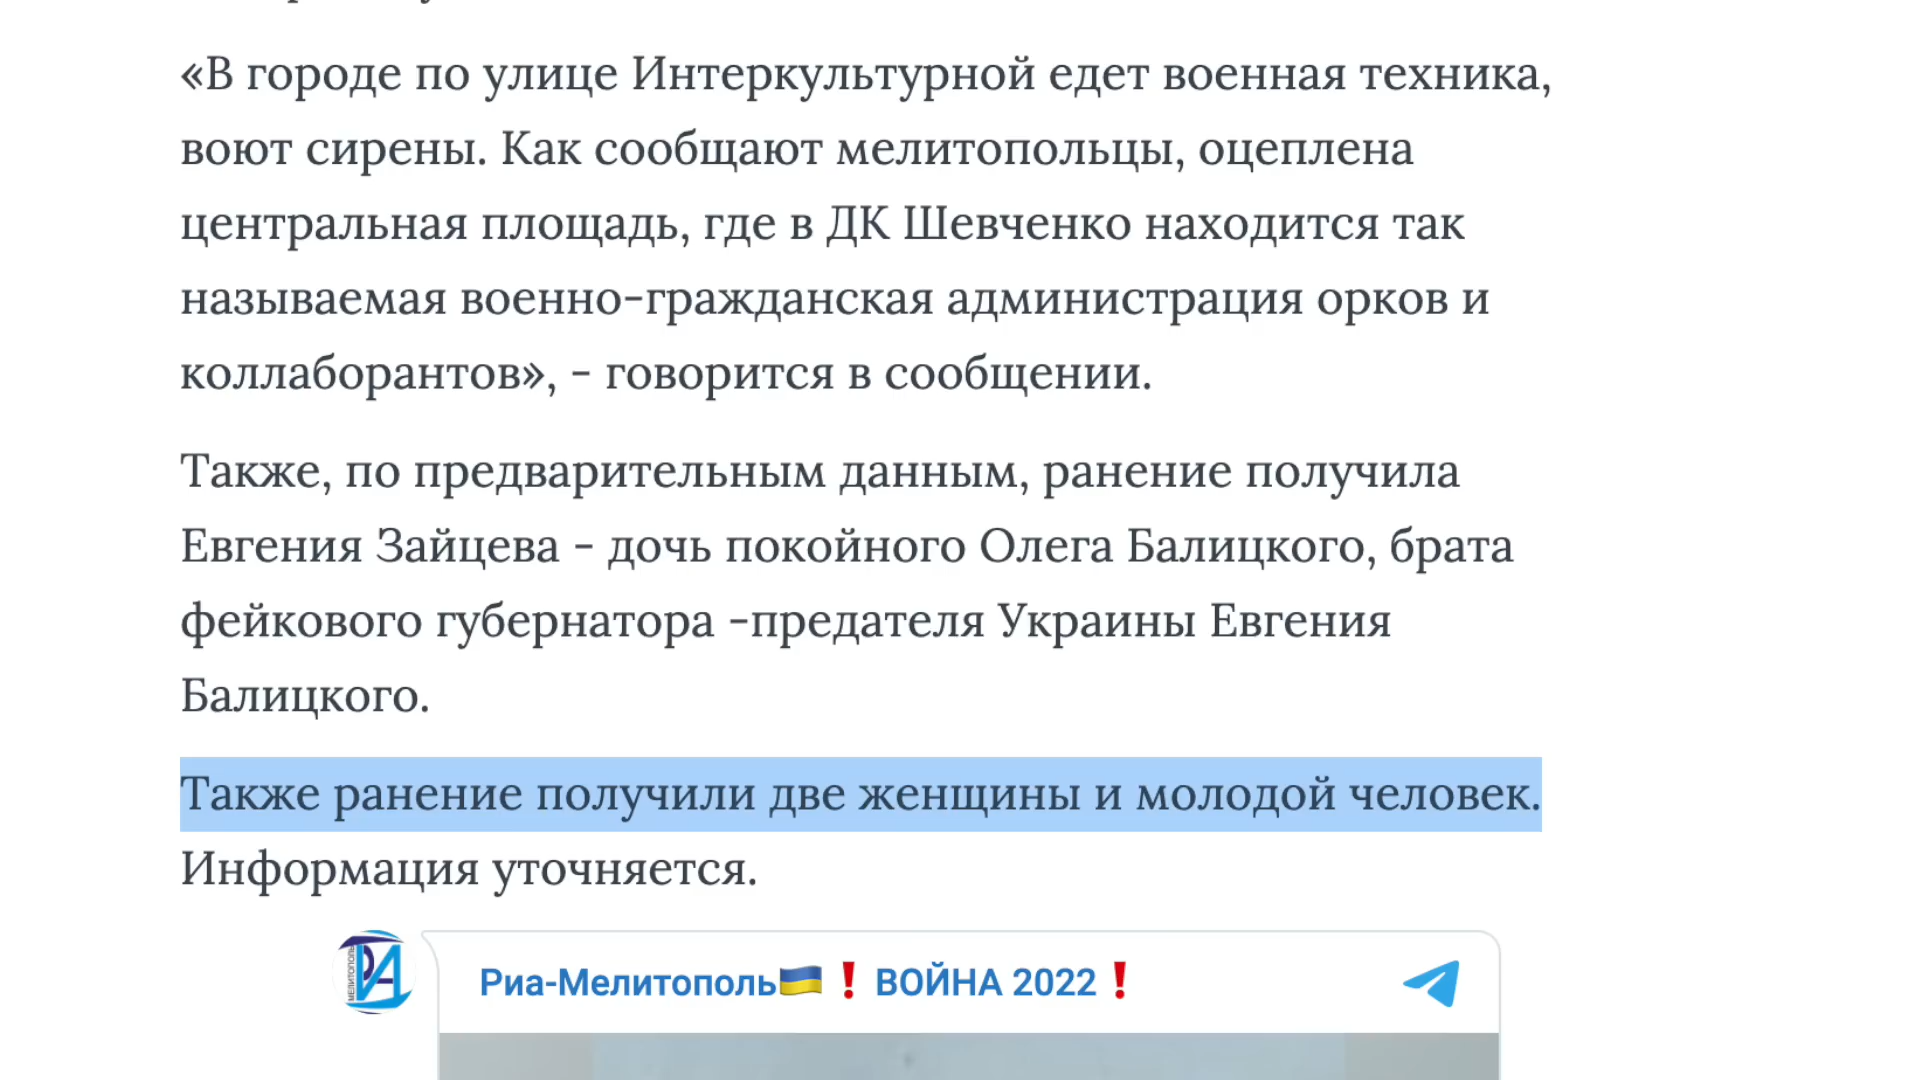 «В городе по улице Интеркультурной едет военная техника,
воют сирены. Как сообщают мелитопольцы, оцеплена
центральная площадь, где в ДК Шевченко находится так
называемая военно-гражданская администрация орков и
коллаборантов», - говорится в сообщении.
Также, по предварительным данным, ранение получила
Евгения Зайцева - дочь покойного Олега Балицкого, брата
фейкового губернатора -предателя Украины Евгения
Балицкого.
Также ранение получили две женщины и молодой человек.
Информация уточняется.
МЕЛИТОПОЛЬ РИА
Риа-Мелитополь🇺🇦❗ ВОЙНА 2022❗